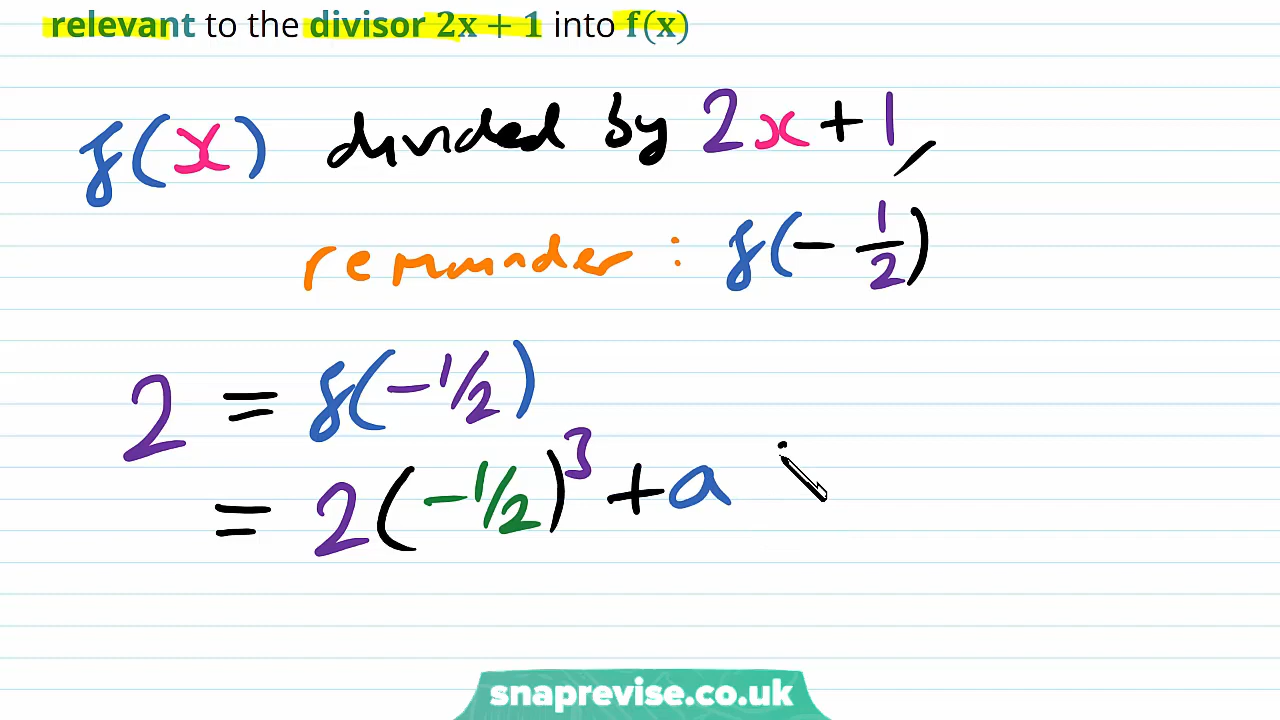 relevant to the divisor 2x + 1 into f(x)
f(x) divided by 2x + 1,
remainder : f(- 1/2)
2 = f(-1/2)
= 2(-1/2)³ + a
snaprevise.co.uk